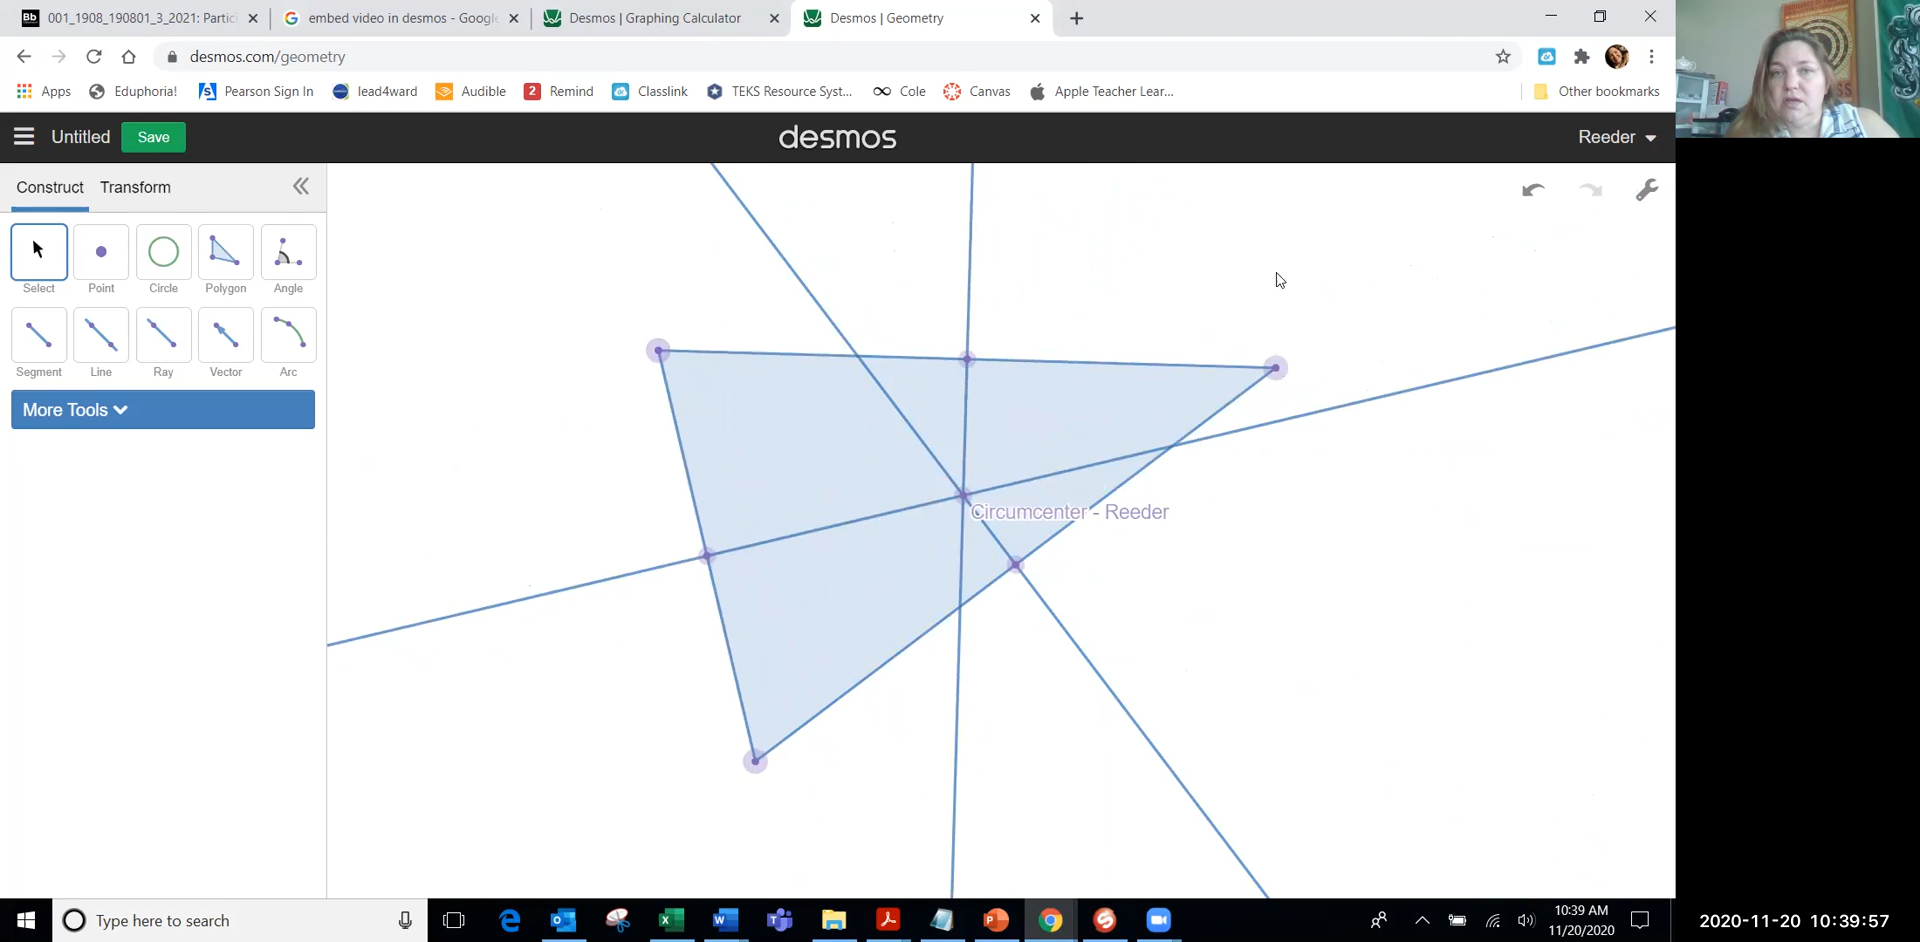 Bb 001_1908_190801_3_2021: Partic
embed video in desmos - Google
Desmos | Graphing Calculator
Desmos | Geometry
desmos.com/geometry
Apps
Eduphoria!
Pearson Sign In
lead4ward
Audible
2 Remind
Classlink
TEKS Resource Syst...
Cole
Canvas
Apple Teacher Lear...
Other bookmarks
Untitled
Save
desmos
Reeder
Construct
Transform
Select
Point
Circle
Polygon
Angle
Segment
Line
Ray
Vector
Arc
More Tools
Circumcenter - Reeder
Type here to search
10:39 AM
11/20/2020
2020-11-20 10:39:57